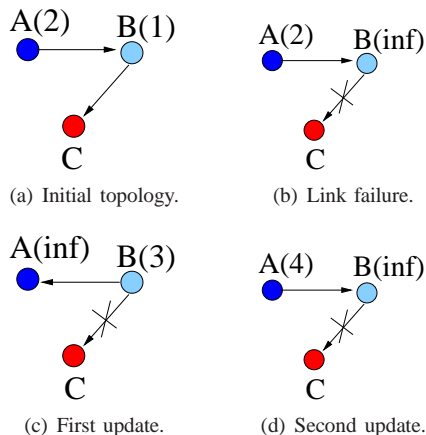 A(2) B(1)
C
(a) Initial topology.
A(2) B(inf)
C
(b) Link failure.
A(inf) B(3)
C
(c) First update.
A(4) B(inf)
C
(d) Second update.